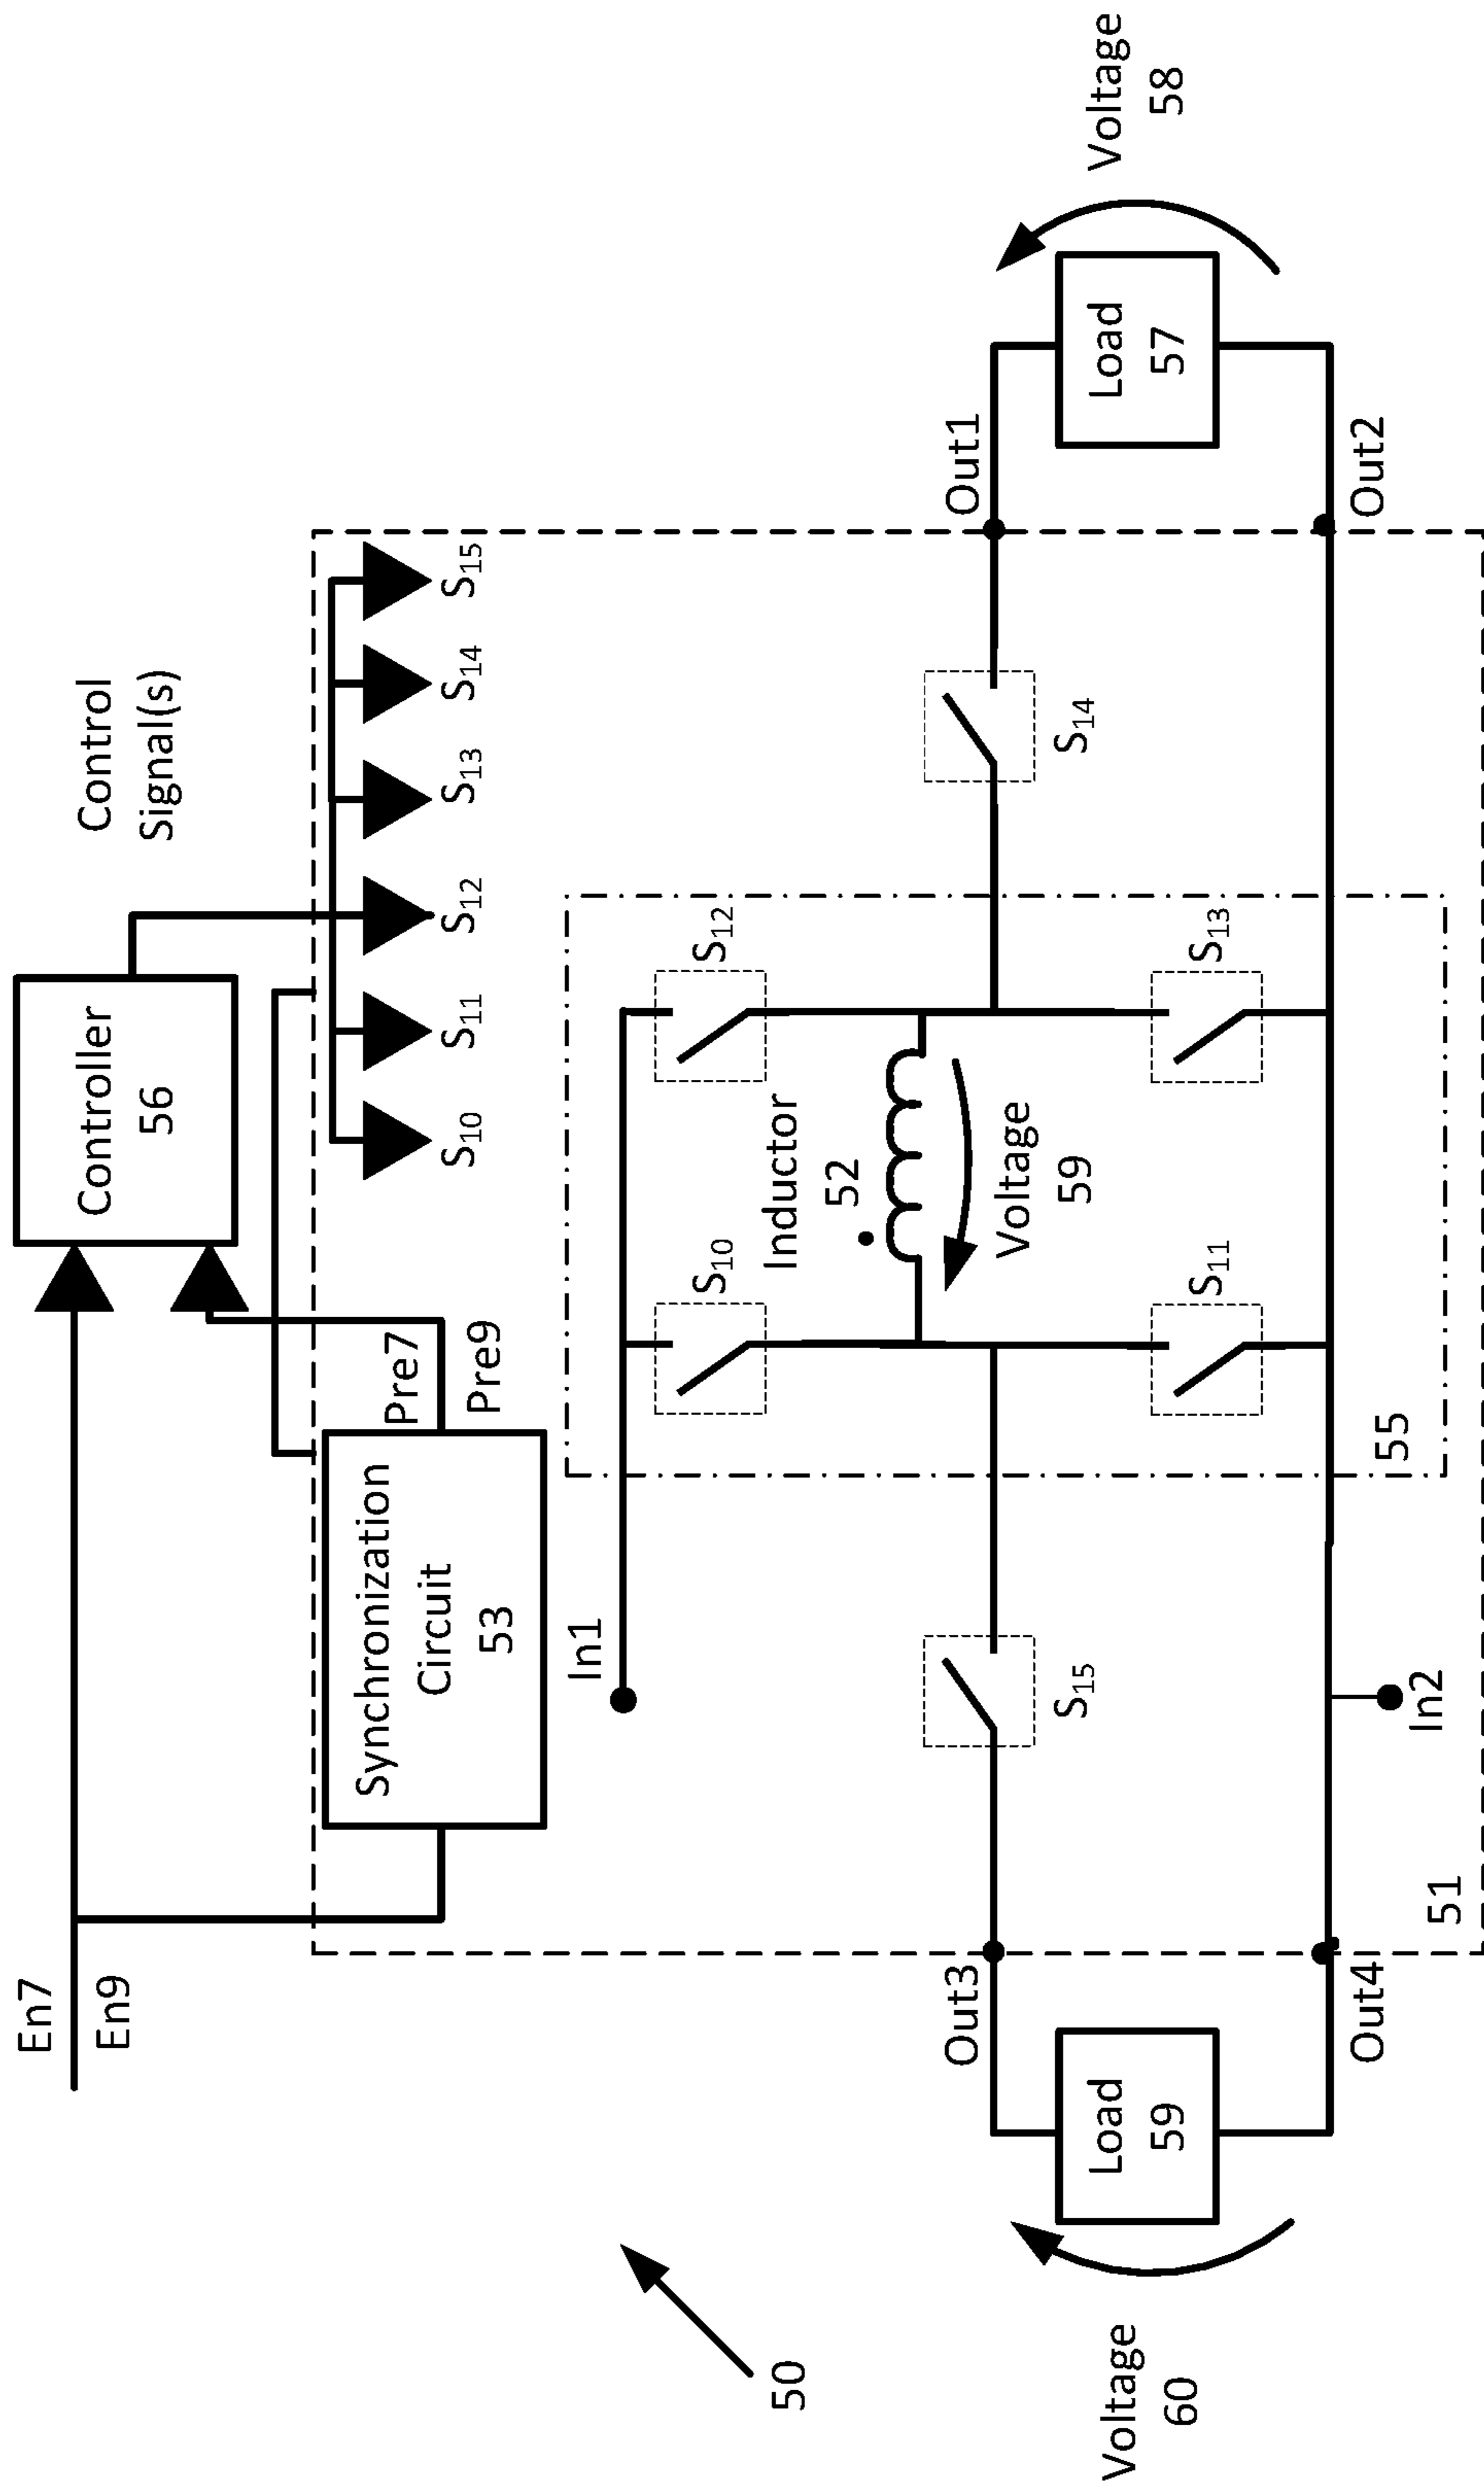 En7
En9
Controller
56
Control
Signal(s)
Synchronization
Circuit
53
Pre7
Pre9
S10
S11
S12
S13
S14
S15
In1
S10
Inductor
52
S12
Voltage
59
S11
S13
S15
S14
Out3
Out1
Load
59
Load
57
Voltage
60
Voltage
58
Out4
Out2
In2
55
51
50